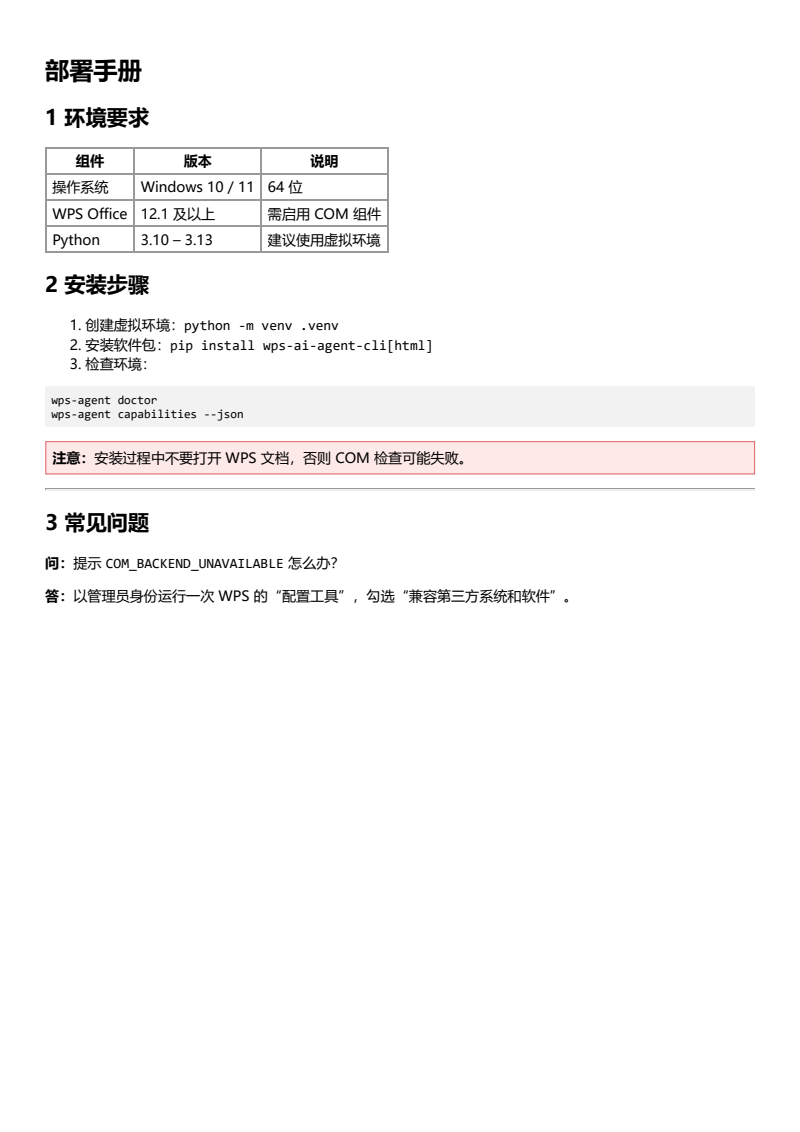 部署手册
1 环境要求
组件 版本 说明
操作系统 Windows 10 / 11 64 位
WPS Office 12.1 及以上 需启用 COM 组件
Python 3.10 – 3.13 建议使用虚拟环境
2 安装步骤
1. 创建虚拟环境：python -m venv .venv
2. 安装软件包：pip install wps-ai-agent-cli[html]
3. 检查环境：
wps-agent doctor
wps-agent capabilities --json
注意：安装过程中不要打开 WPS 文档，否则 COM 检查可能失败。
3 常见问题
问：提示 COM_BACKEND_UNAVAILABLE 怎么办？
答：以管理员身份运行一次 WPS 的“配置工具”，勾选“兼容第三方系统和软件”。